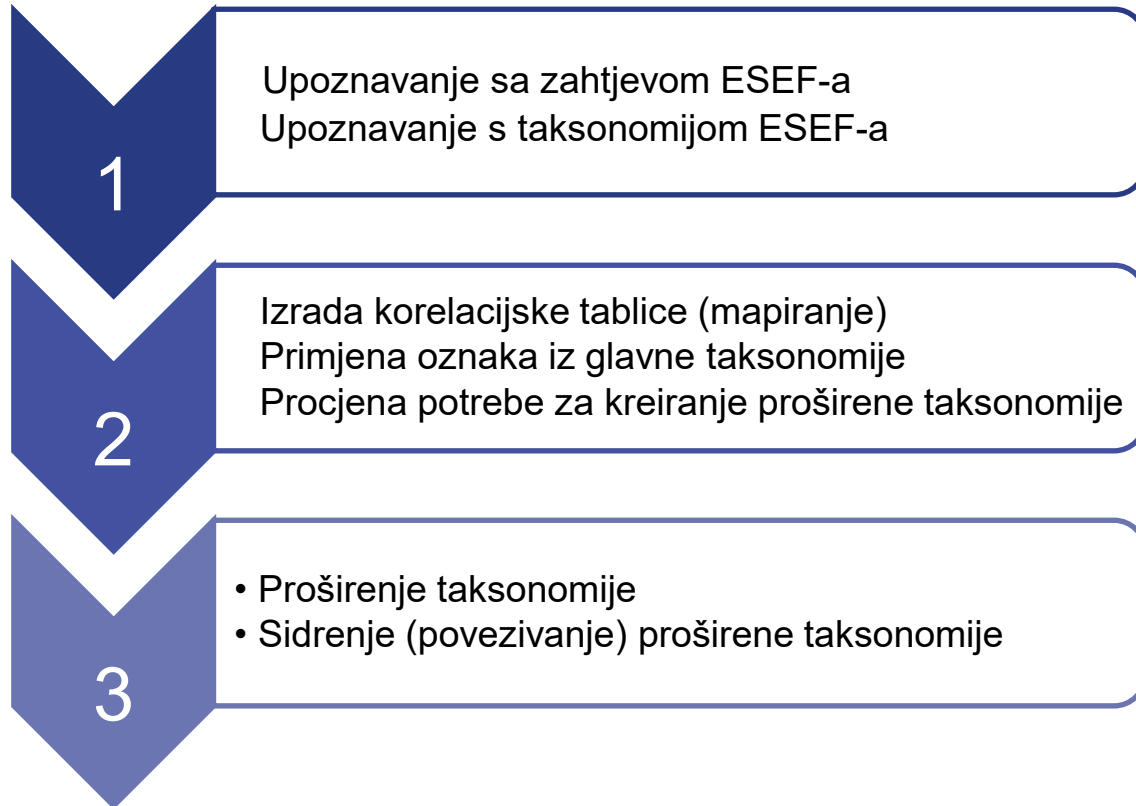 1
Upoznavanje sa zahtjevom ESEF-a
Upoznavanje s taksonomijom ESEF-a
2
Izrada korelacijske tablice (mapiranje)
Primjena oznaka iz glavne taksonomije
Procjena potrebe za kreiranje proširene taksonomije
3
• Proširenje taksonomije
• Sidrenje (povezivanje) proširene taksonomije